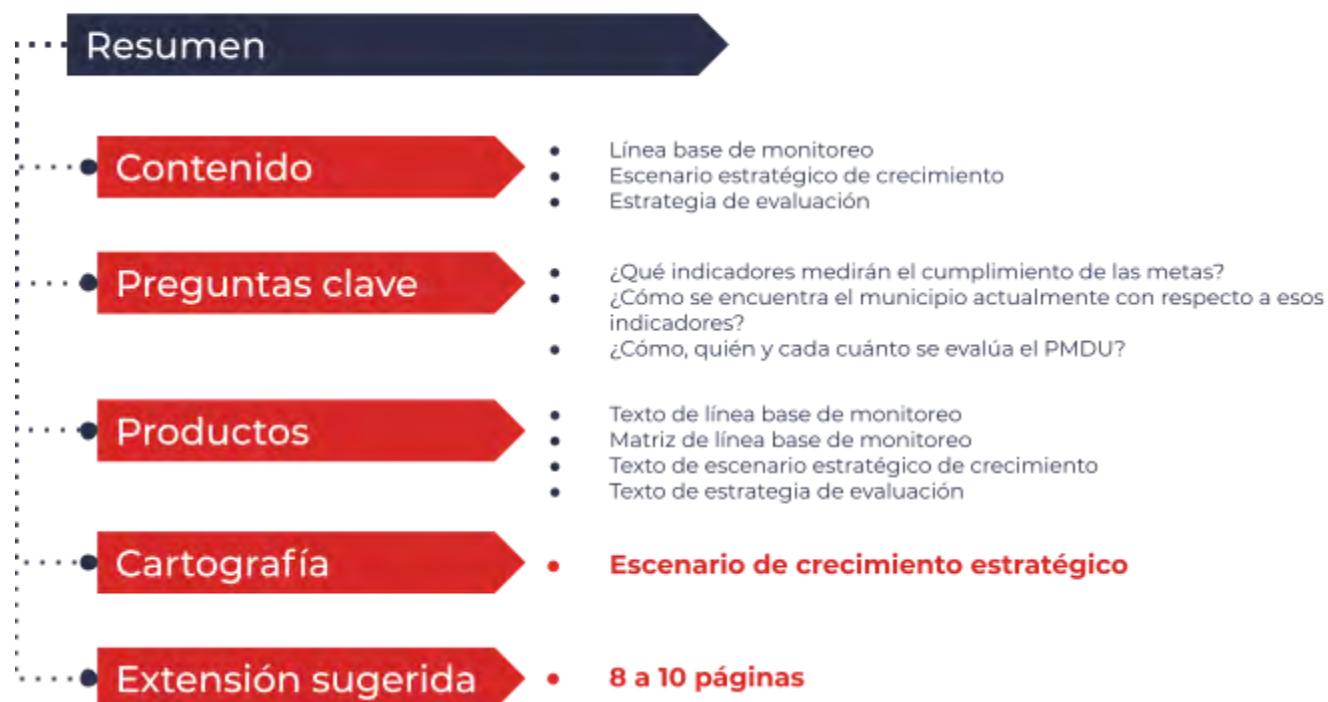 Resumen
Contenido
• Línea base de monitoreo
• Escenario estratégico de crecimiento
• Estrategia de evaluación
Preguntas clave
• ¿Qué indicadores medirán el cumplimiento de las metas?
• ¿Cómo se encuentra el municipio actualmente con respecto a esos
indicadores?
• ¿Cómo, quién y cada cuánto se evalúa el PMDU?
Productos
• Texto de línea base de monitoreo
• Matriz de línea base de monitoreo
• Texto de escenario estratégico de crecimiento
• Texto de estrategia de evaluación
Cartografía
• Escenario de crecimiento estratégico
Extensión sugerida
• 8 a 10 páginas